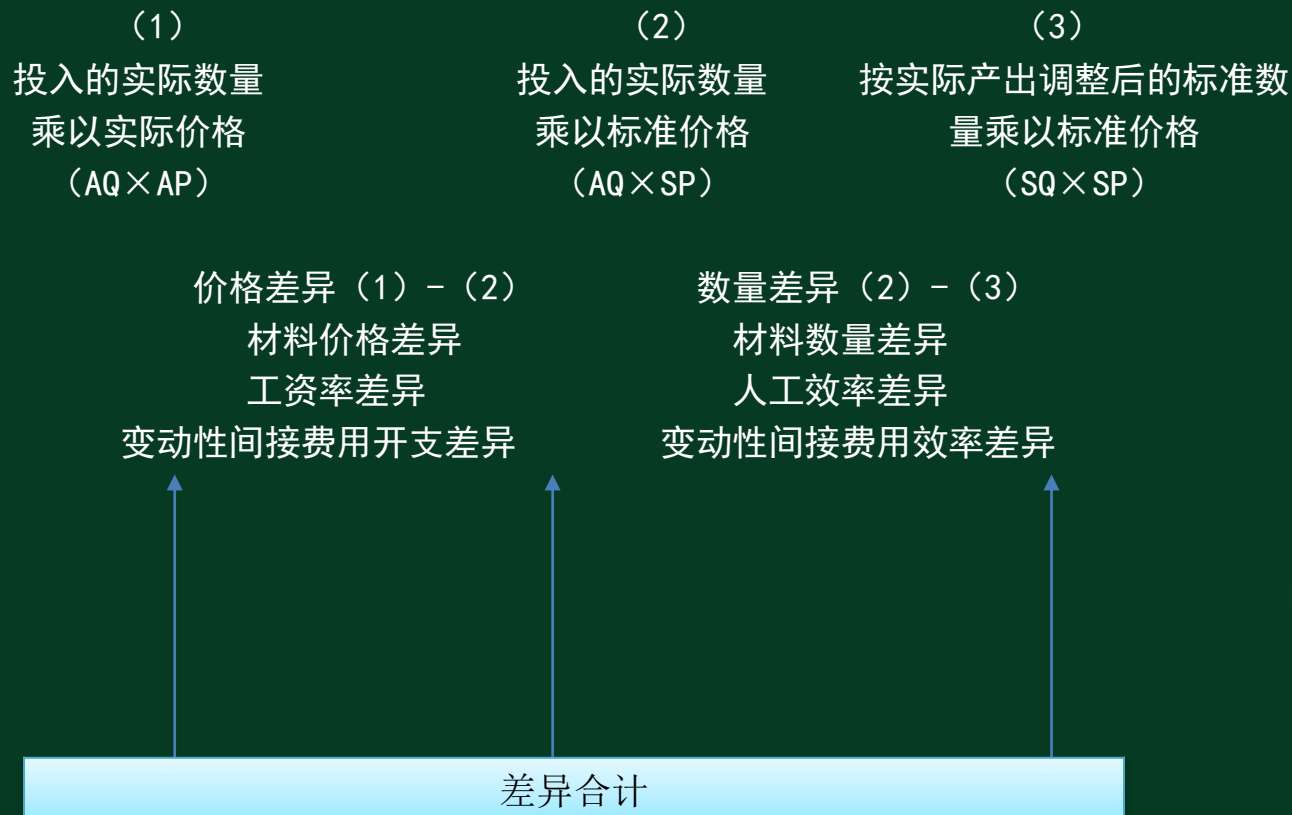 （1）
投入的实际数量
乘以实际价格
（AQ×AP）
（2）
投入的实际数量
乘以标准价格
（AQ×SP）
（3）
按实际产出调整后的标准数
量乘以标准价格
（SQ×SP）
价格差异（1）-（2）
材料价格差异
工资率差异
变动性间接费用开支差异
数量差异（2）-（3）
材料数量差异
人工效率差异
变动性间接费用效率差异
差异合计